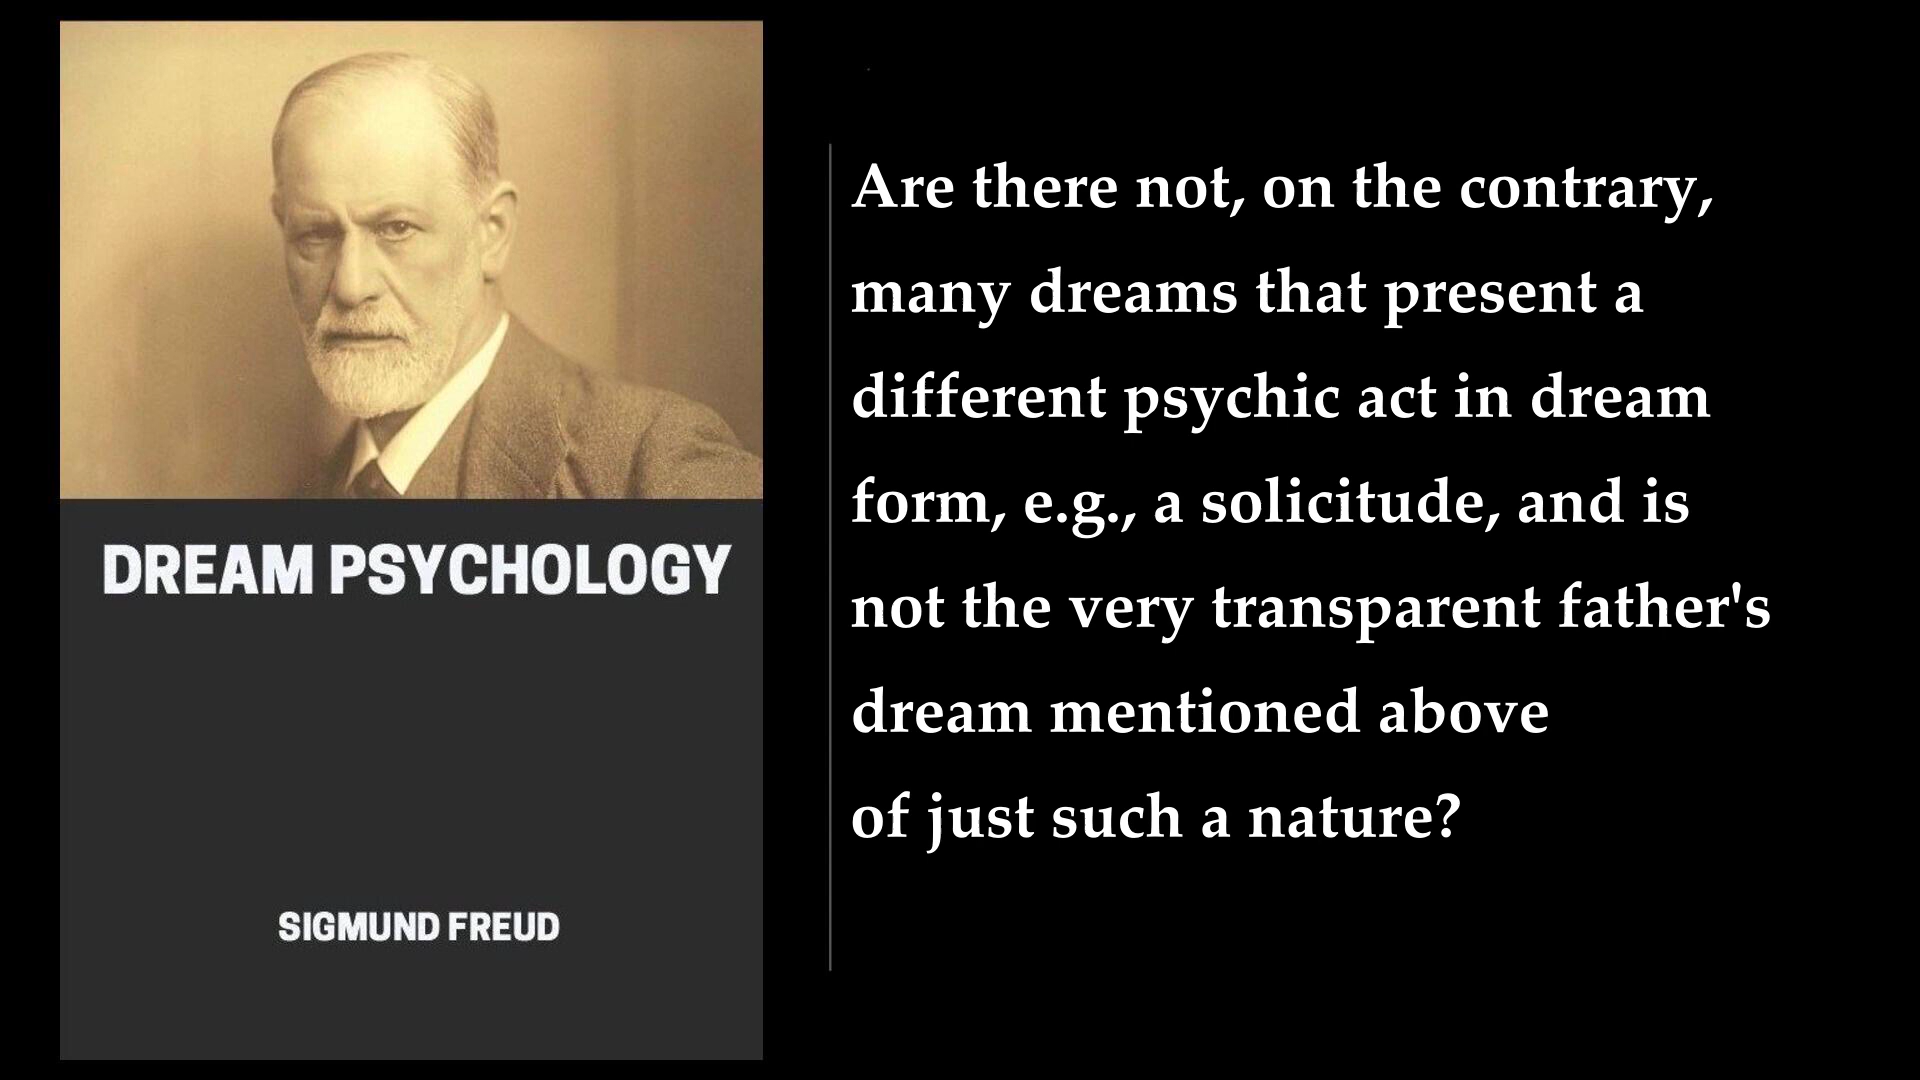 DREAM PSYCHOLOGY
SIGMUND FREUD
Are there not, on the contrary,
many dreams that present a
different psychic act in dream
form, e.g., a solicitude, and is
not the very transparent father's
dream mentioned above
of just such a nature?